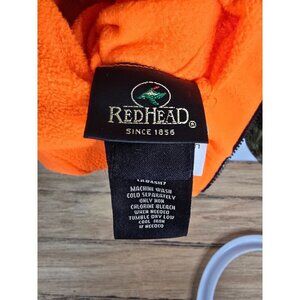 REDHEAD®
SINCE 1856
MACHINE WASH
COLD SEPARATELY
ONLY NON
CHLORINE BLEACH
WHEN NEEDED
TUMBLE DRY LOW
COOL IRON
IF NEEDED